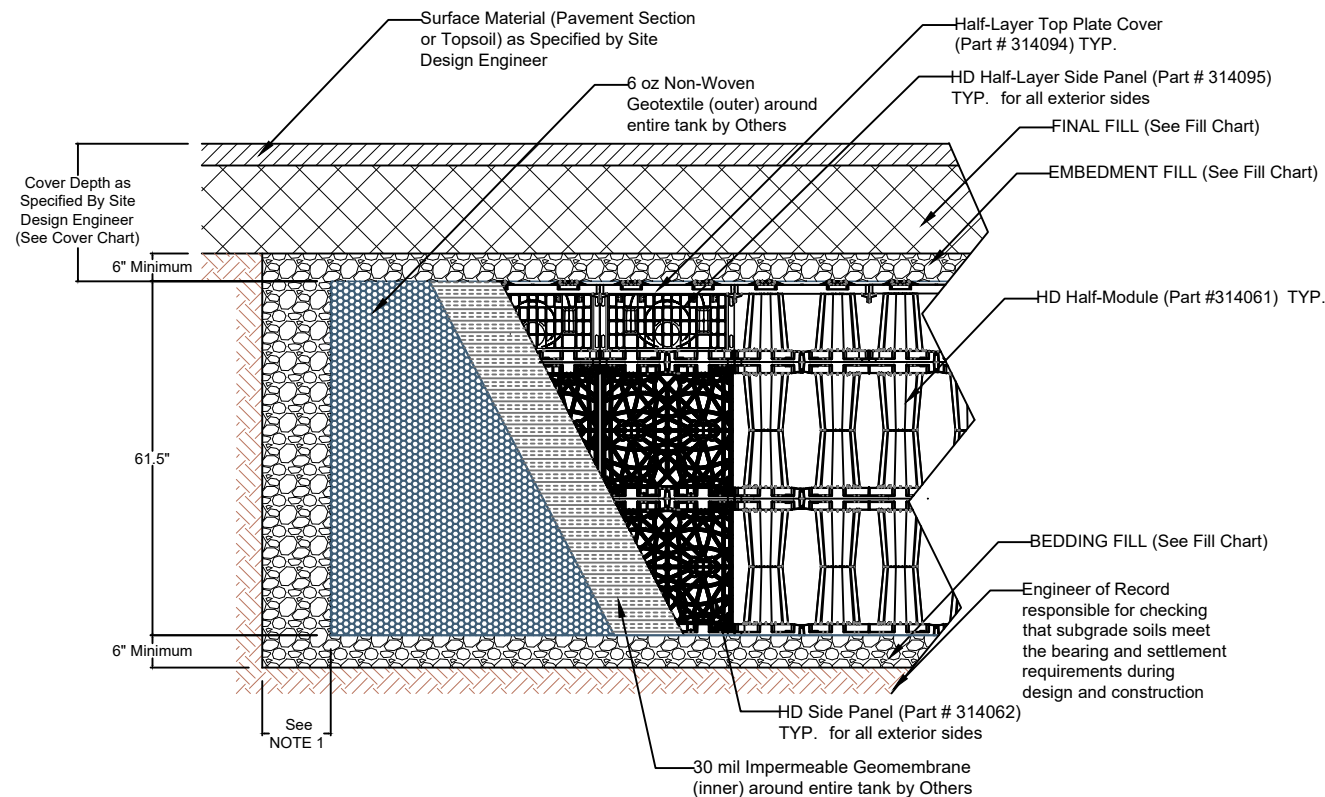 Surface Material (Pavement Section
or Topsoil) as Specified by Site
Design Engineer
6 oz Non-Woven
Geotextile (outer) around
entire tank by Others
Half-Layer Top Plate Cover
(Part # 314094) TYP.
HD Half-Layer Side Panel (Part # 314095)
TYP. for all exterior sides
FINAL FILL (See Fill Chart)
EMBEDMENT FILL (See Fill Chart)
Cover Depth as
Specified By Site
Design Engineer
(See Cover Chart)
6" Minimum
HD Half-Module (Part #314061) TYP.
61.5"
BEDDING FILL (See Fill Chart)
Engineer of Record
responsible for checking
that subgrade soils meet
the bearing and settlement
requirements during
design and construction
6" Minimum
See
NOTE 1
HD Side Panel (Part # 314062)
TYP. for all exterior sides
30 mil Impermeable Geomembrane
(inner) around entire tank by Others